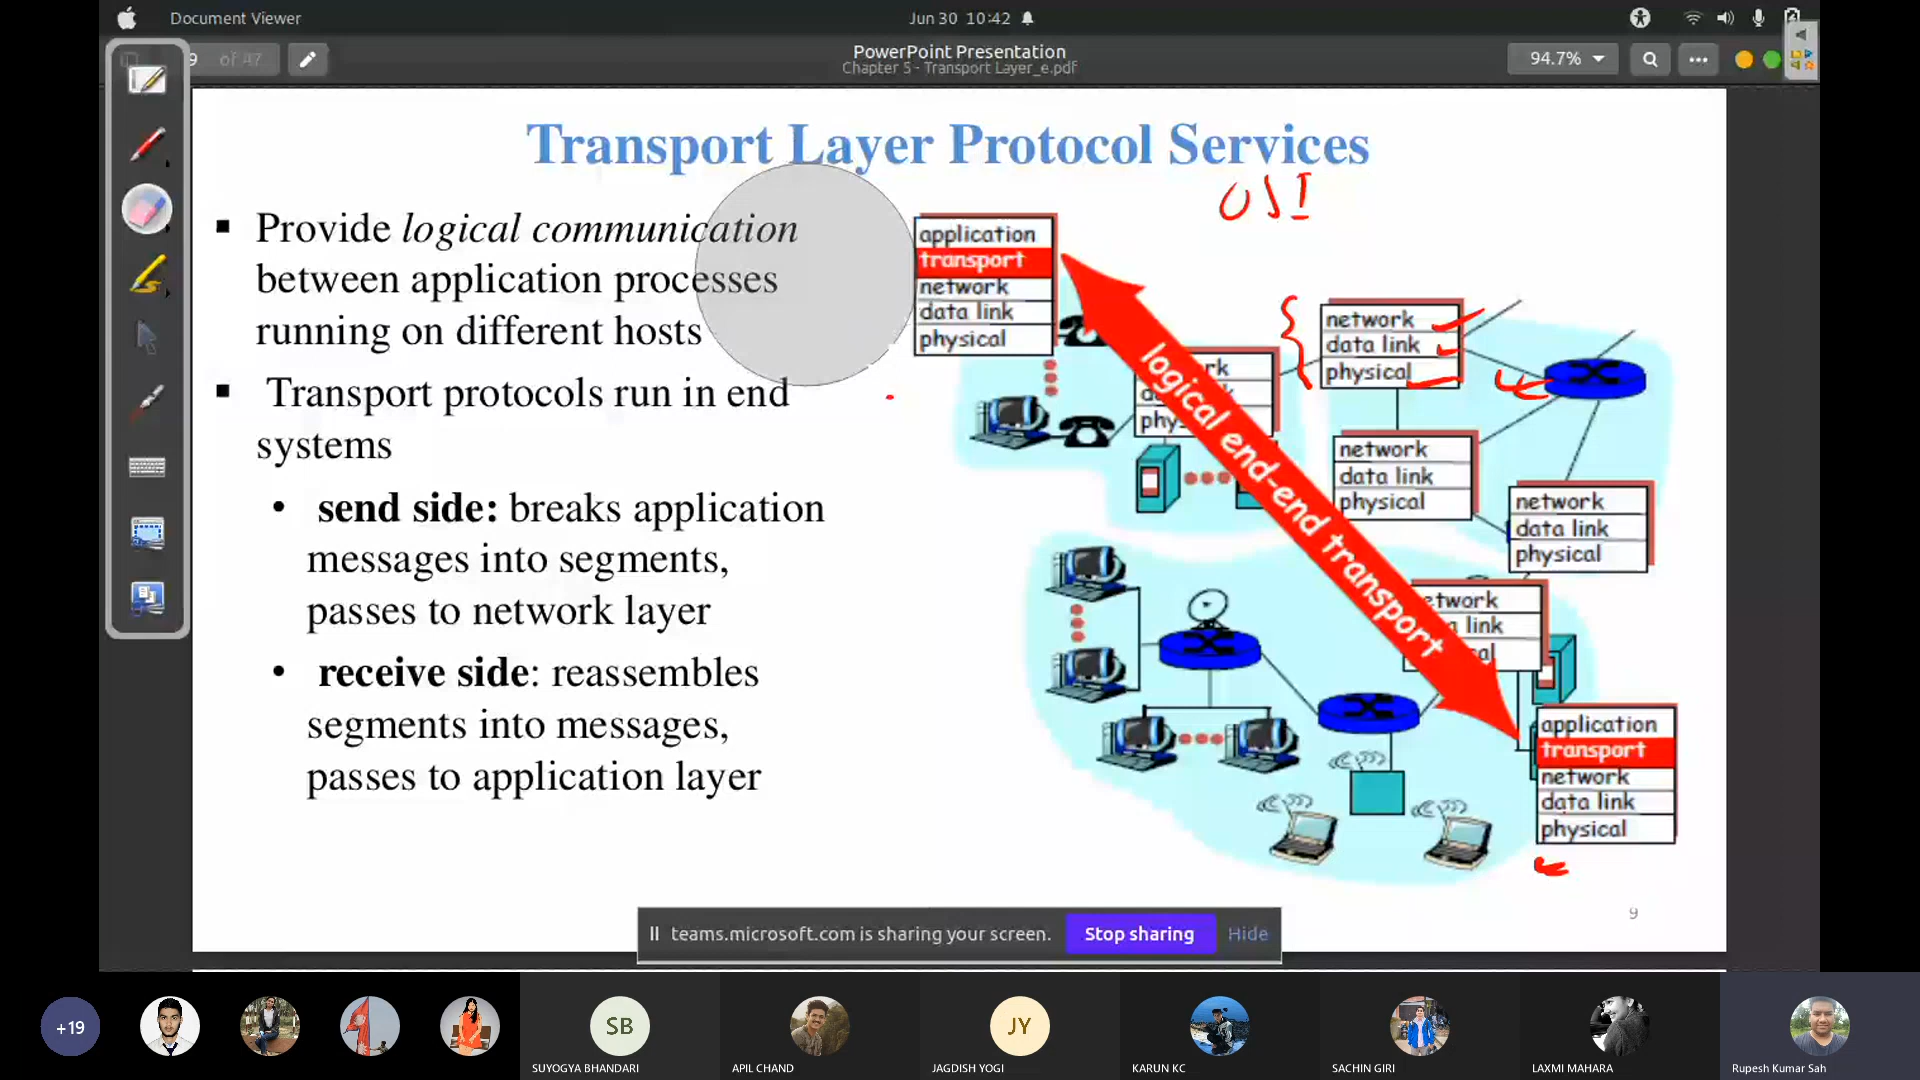 Document Viewer
Jun 30 10:42
9 of 47
PowerPoint Presentation
Chapter 5 - Transport Layer_e.pdf
94.7%
Transport Layer Protocol Services
OSI
Provide logical communication
between application processes
running on different hosts
Transport protocols run in end
systems
send side: breaks application
messages into segments,
passes to network layer
receive side: reassembles
segments into messages,
passes to application layer
application
transport
network
data link
physical
network
data link
physical
logical end-end transport
network
data link
physical
network
data link
physical
application
transport
network
data link
physical
9
teams.microsoft.com is sharing your screen.
Stop sharing
Hide
+19
SB
SUYOGYA BHANDARI
APIL CHAND
JY
JAGDISH YOGI
KARUN KC
SACHIN GIRI
LAXMI MAHARA
Rupesh Kumar Sah